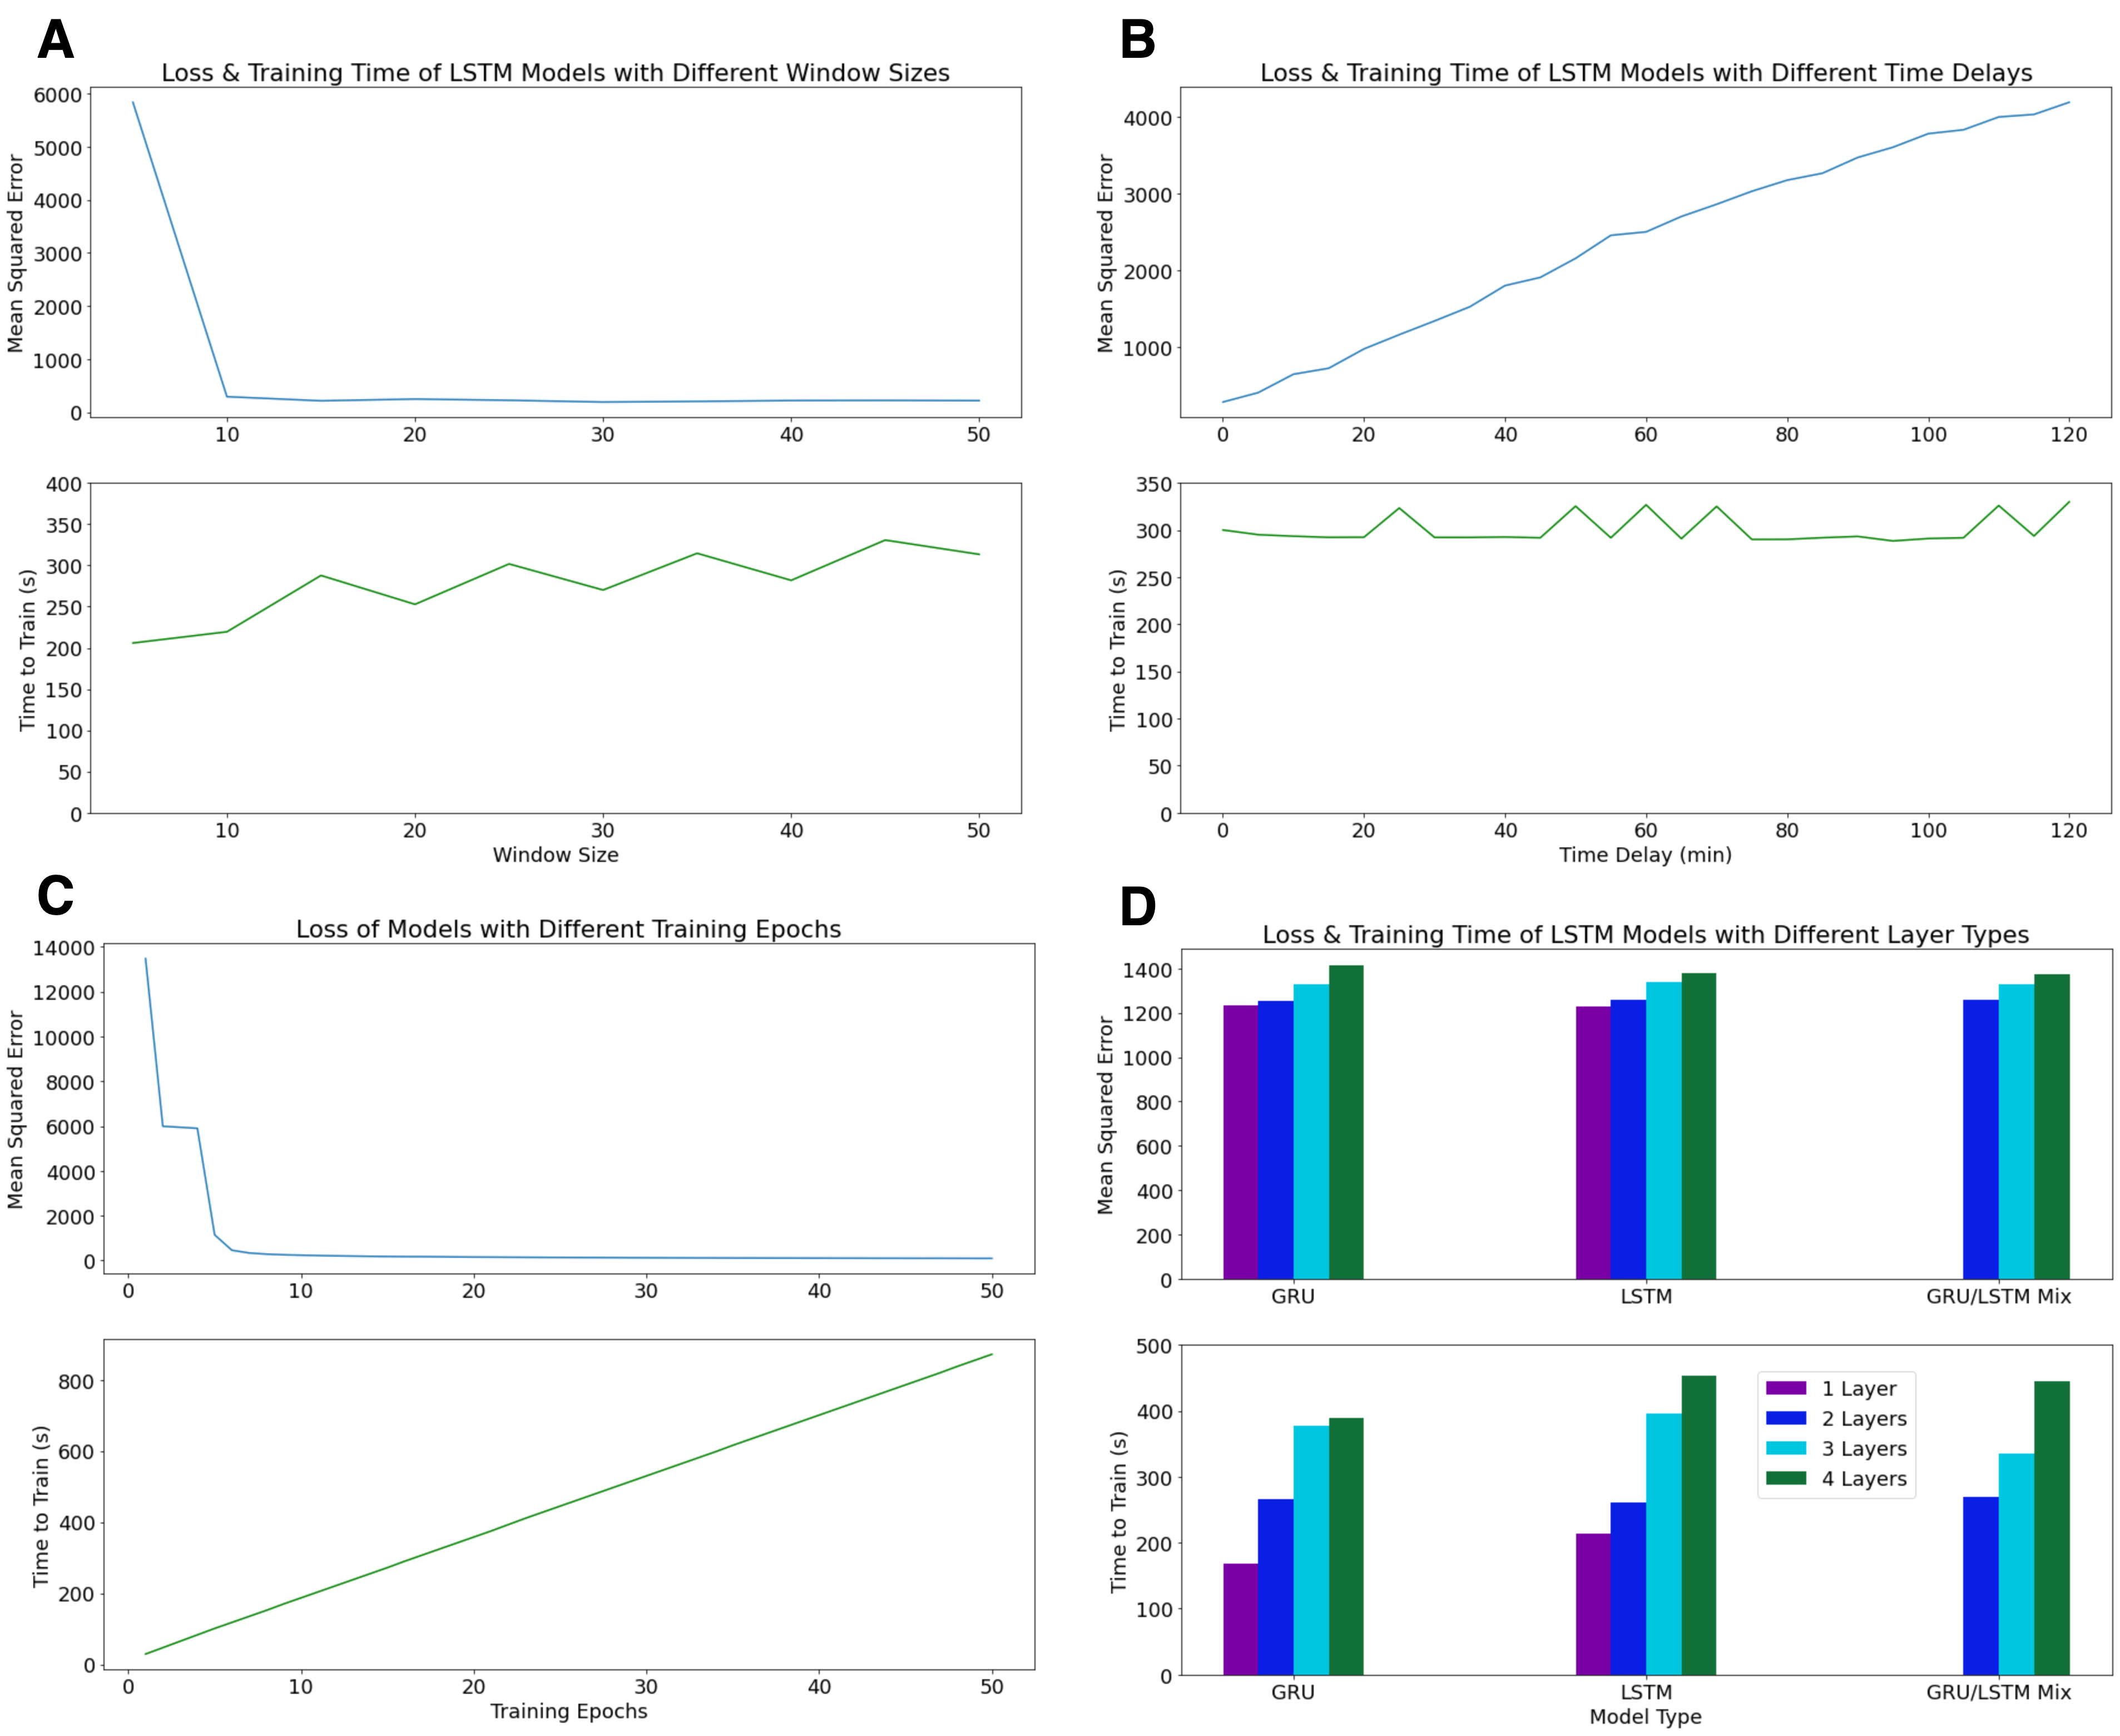 A
Loss & Training Time of LSTM Models with Different Window Sizes
Mean Squared Error
6000
5000
4000
3000
2000
1000
0
10 20 30 40 50
Time to Train (s)
400
350
300
250
200
150
100
50
0
10 20 30 40 50
Window Size
B
Loss & Training Time of LSTM Models with Different Time Delays
Mean Squared Error
4000
3000
2000
1000
0 20 40 60 80 100 120
Time to Train (s)
350
300
250
200
150
100
50
0
0 20 40 60 80 100 120
Time Delay (min)
C
Loss of Models with Different Training Epochs
Mean Squared Error
14000
12000
10000
8000
6000
4000
2000
0
0 10 20 30 40 50
Time to Train (s)
800
600
400
200
0
0 10 20 30 40 50
Training Epochs
D
Loss & Training Time of LSTM Models with Different Layer Types
Mean Squared Error
1400
1200
1000
800
600
400
200
0
GRU LSTM GRU/LSTM Mix
Time to Train (s)
500
400
300
200
100
0
1 Layer
2 Layers
3 Layers
4 Layers
GRU LSTM GRU/LSTM Mix
Model Type